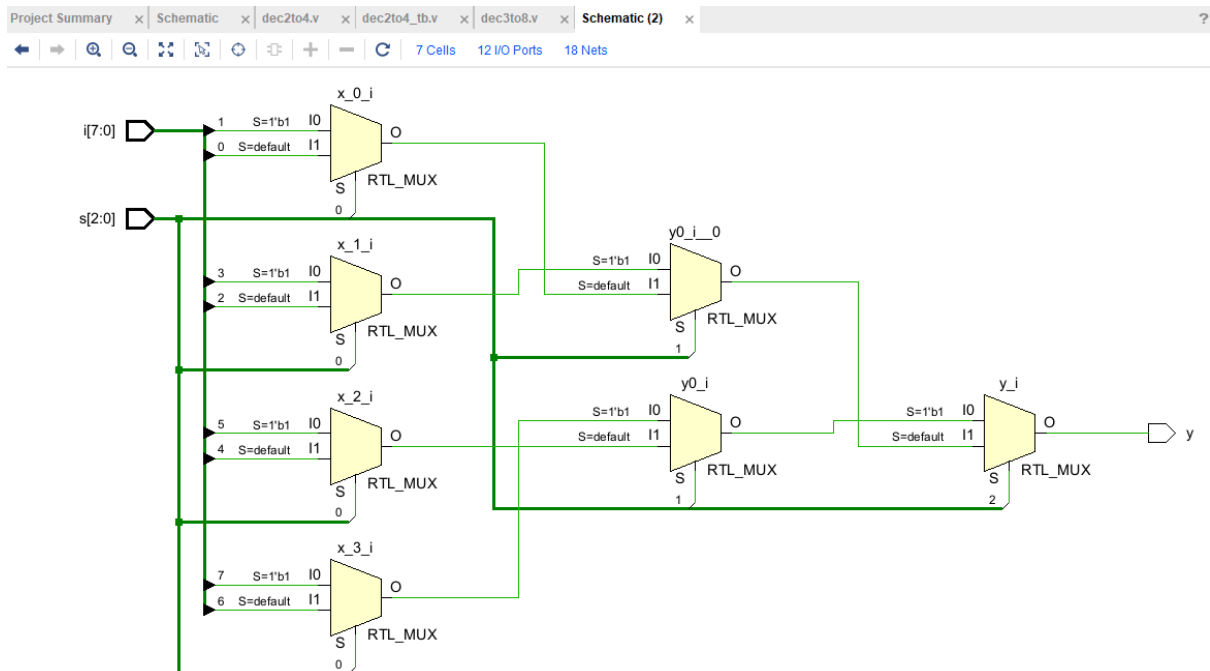 Project Summary × Schematic × dec2to4.v × dec2to4_tb.v × dec3to8.v × Schematic (2) × ?
7 Cells 12 I/O Ports 18 Nets
x_0_i
i[7:0] 1 S=1'b1 I0 O
0 S=default I1
S RTL_MUX
0
s[2:0]
x_1_i y0_i__0
3 S=1'b1 I0 O S=1'b1 I0 O
2 S=default I1 S=default I1
S RTL_MUX S RTL_MUX
0 1
x_2_i y0_i y_i
5 S=1'b1 I0 O S=1'b1 I0 O S=1'b1 I0 O y
4 S=default I1 S=default I1 S=default I1
S RTL_MUX S RTL_MUX S RTL_MUX
0 1 2
x_3_i
7 S=1'b1 I0 O
6 S=default I1
S RTL_MUX
0